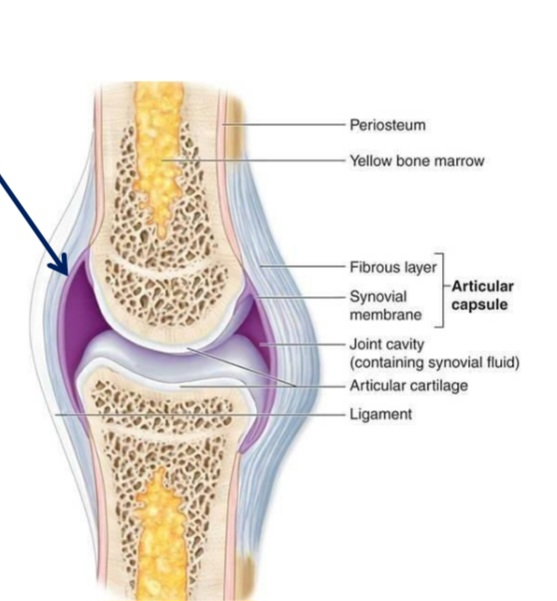 Periosteum
Yellow bone marrow
Fibrous layer
Synovial
membrane
Articular
capsule
Joint cavity
(containing synovial fluid)
Articular cartilage
Ligament